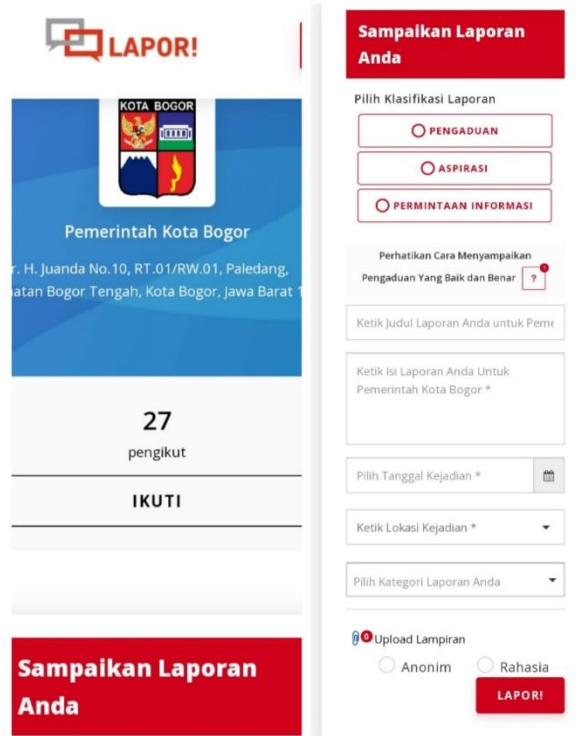 LAPOR!
KOTA BOGOR
Pemerintah Kota Bogor
r. H. Juanda No.10, RT.01/RW.01, Paledang,
atan Bogor Tengah, Kota Bogor, Jawa Barat 1
27
pengikut
IKUTI
Sampaikan Laporan
Anda
Sampaikan Laporan
Anda
Pilih Klasifikasi Laporan
PENGADUAN
ASPIRASI
PERMINTAAN INFORMASI
Perhatikan Cara Menyampaikan
Pengaduan Yang Baik dan Benar ?
Ketik Judul Laporan Anda untuk Peme
Ketik Isi Laporan Anda Untuk
Pemerintah Kota Bogor *
Pilih Tanggal Kejadian *
Ketik Lokasi Kejadian *
Pilih Kategori Laporan Anda
0 Upload Lampiran
Anonim Rahasia
LAPOR!